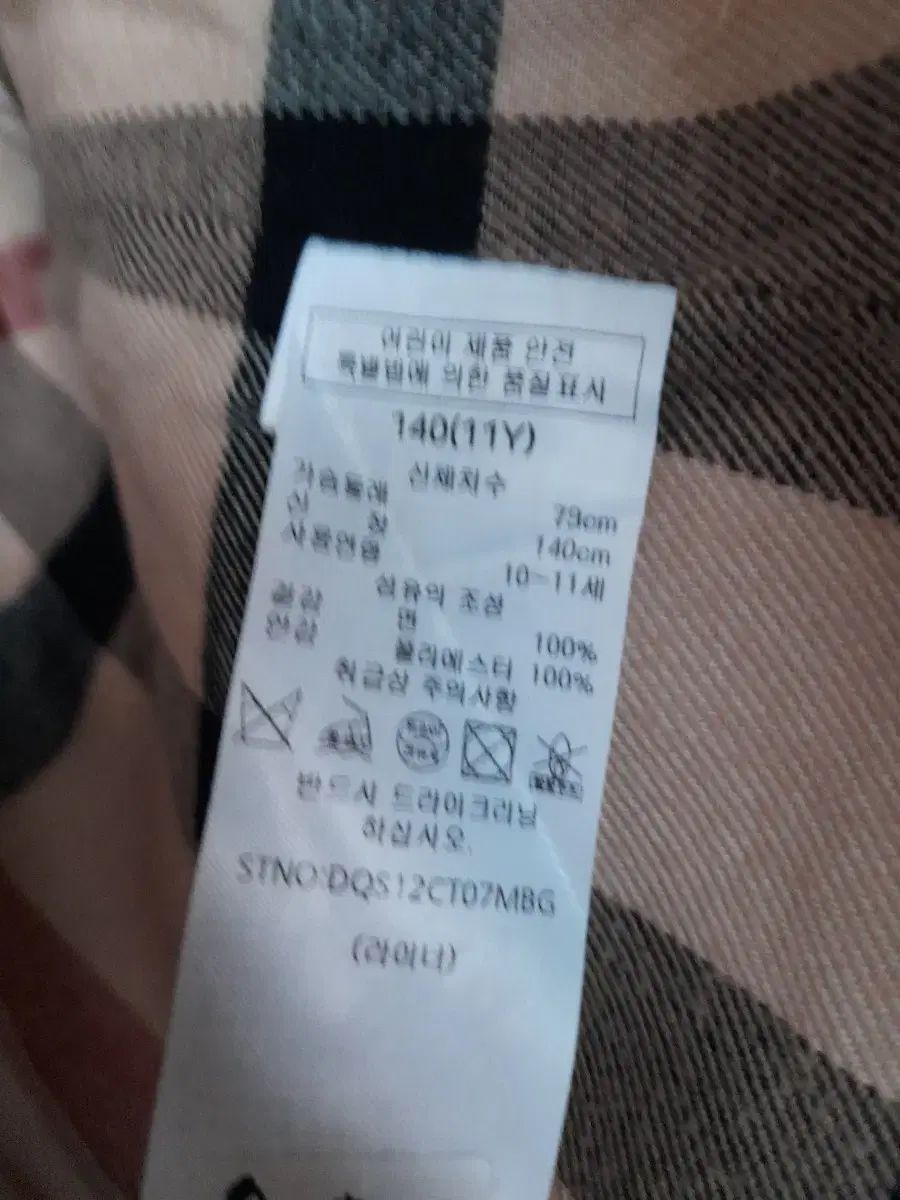 어린이 제품 안전
특별법에 의한 품질표시
140(11Y)
신체치수
가슴둘레 79cm
신 장 140cm
사용연령 10~11세
섬유의 조성
겉감 면 100%
안감 폴리에스터 100%
취급상 주의사항
드라이
반드시 드라이크리닝
하십시오.
STNO:DQS12CT07MBG
(라이너)